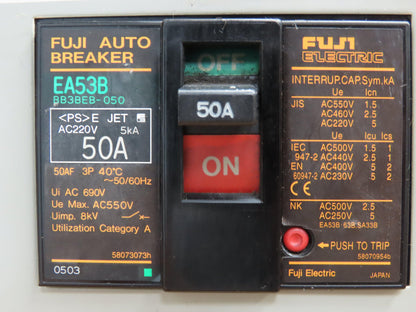 FUJI AUTO
BREAKER
EA53B
BB3BEB-050
<PS>E JET
AC220V 5kA
50A
50AF 3P 40°C
~50/60Hz
Ui AC 690V
Ue Max. AC550V
Uimp. 8kV
Utilization Category A
58073073h
0503
OFF
50A
ON
FUJI
ELECTRIC
INTERRUP.CAP.Sym.kA
Ue Icu Ics
JIS AC550V 1.5
AC460V 2.5
AC220V 5
Ue Icu Ics
IEC AC500V 1.5 1
947-2 AC440V 2.5 1
EN AC400V 5 2
60947-2 AC230V 5 2
CE
NK AC500V 2.5
AC250V 5
EA53B·63B,SA33B
PUSH TO TRIP
58070954b
Fuji Electric JAPAN